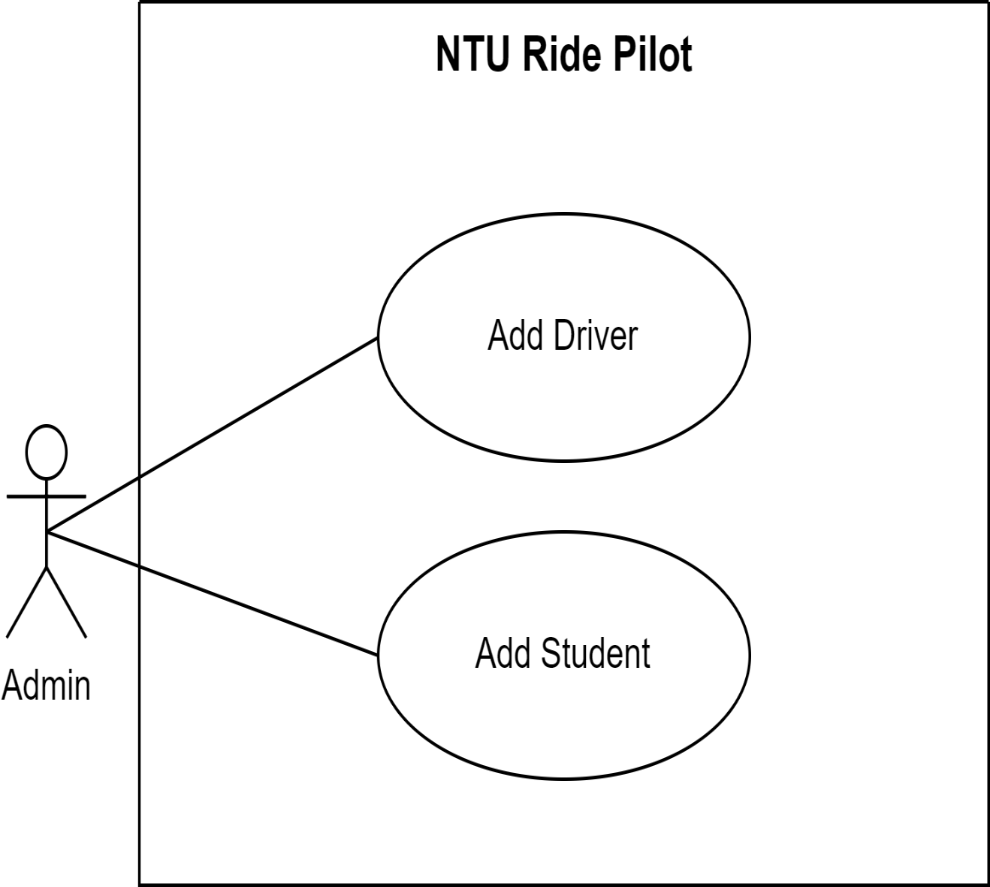 NTU Ride Pilot
Add Driver
Add Student
Admin